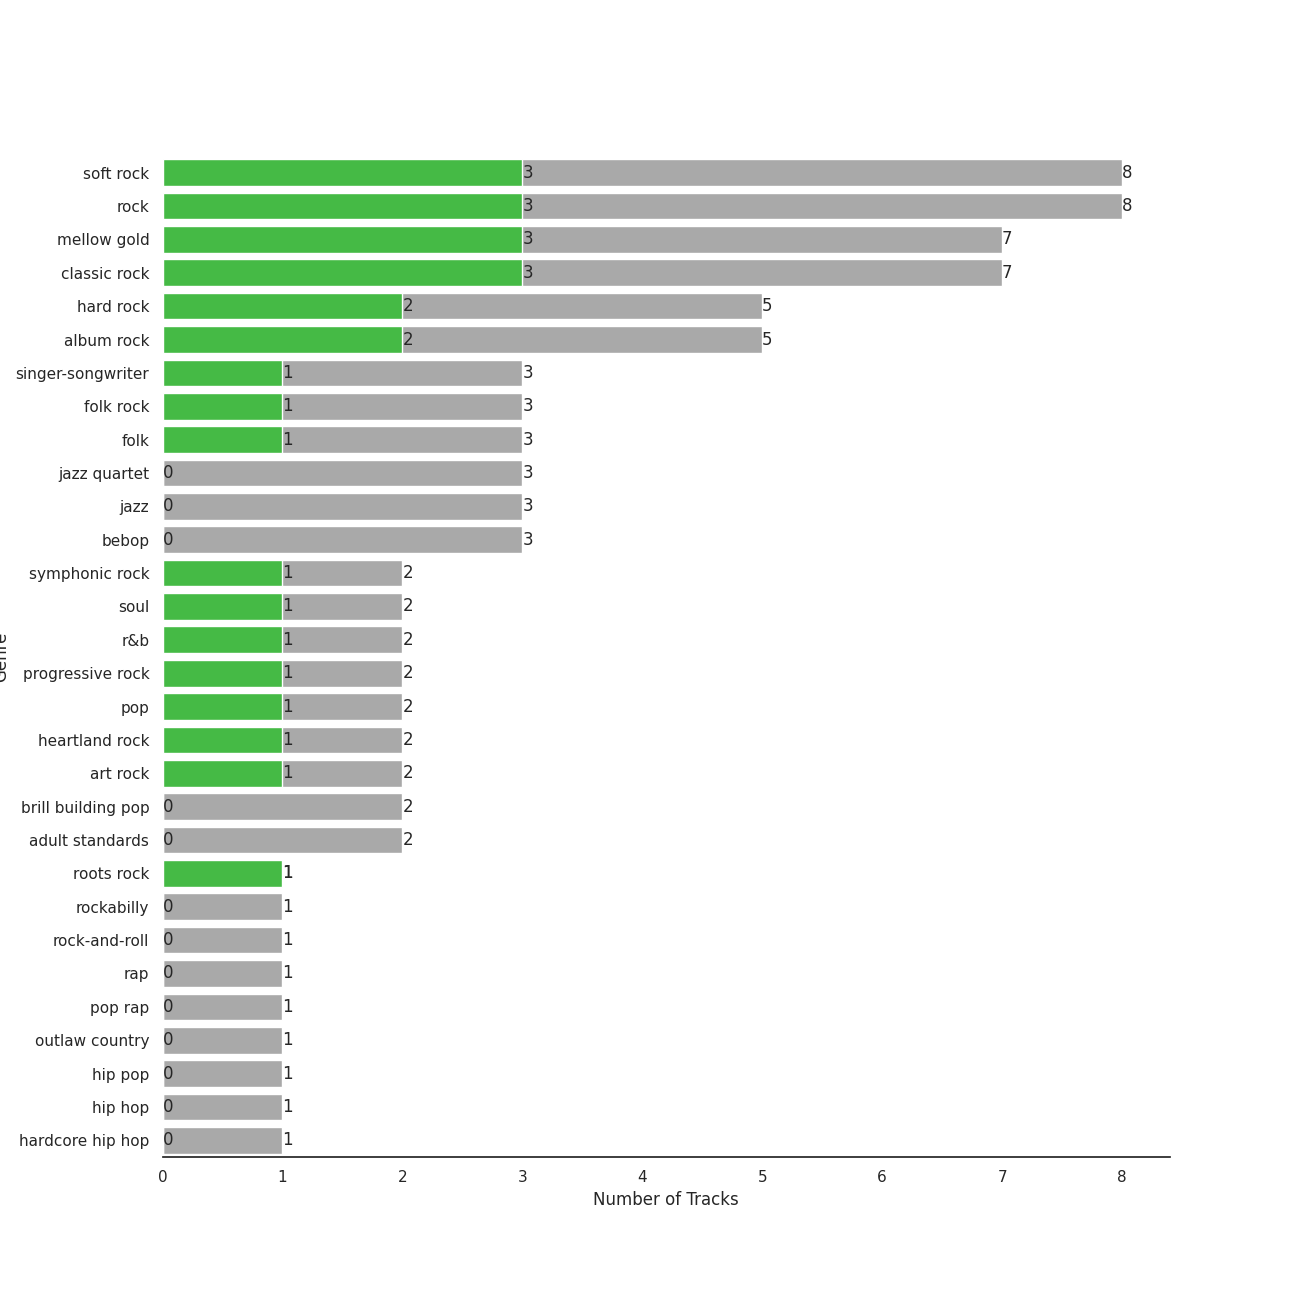 soft rock 3 8
rock 3 8
mellow gold 3 7
classic rock 3 7
hard rock 2 5
album rock 2 5
singer-songwriter 1 3
folk rock 1 3
folk 1 3
jazz quartet 0 3
jazz 0 3
bebop 0 3
symphonic rock 1 2
soul 1 2
r&b 1 2
progressive rock 1 2
pop 1 2
heartland rock 1 2
art rock 1 2
brill building pop 0 2
adult standards 0 2
roots rock 1
rockabilly 0 1
rock-and-roll 0 1
rap 0 1
pop rap 0 1
outlaw country 0 1
hip pop 0 1
hip hop 0 1
hardcore hip hop 0 1
0 1 2 3 4 5 6 7 8
Number of Tracks
Genre